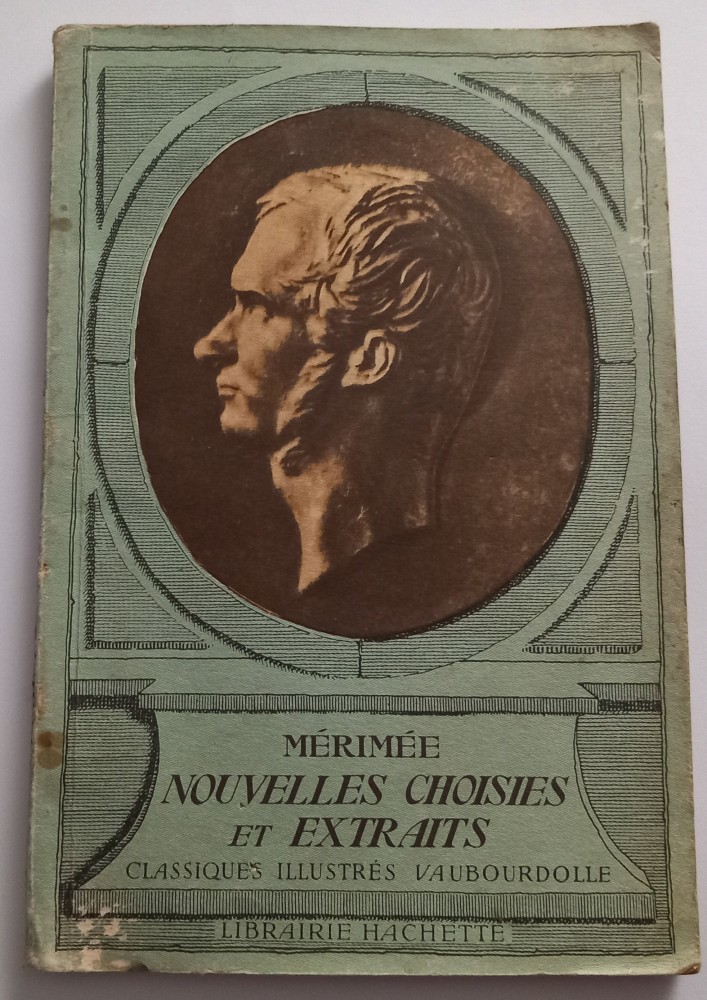 MÉRIMÉE
NOUVELLES CHOISIES
ET EXTRAITS
CLASSIQUES ILLUSTRÉS VAUBOURDOLLE
LIBRAIRIE HACHETTE